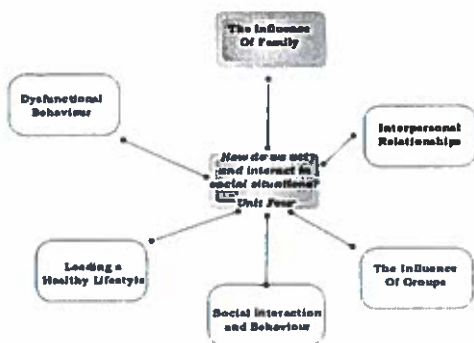 The Influence
Of Family
Dysfunctional
Behaviour
Interpersonal
Relationships
How do we act
and interact in
social situations?
Unit Four
Leading a
Healthy Lifestyle
The Influence
Of Groups
Social Interaction
and Behaviour